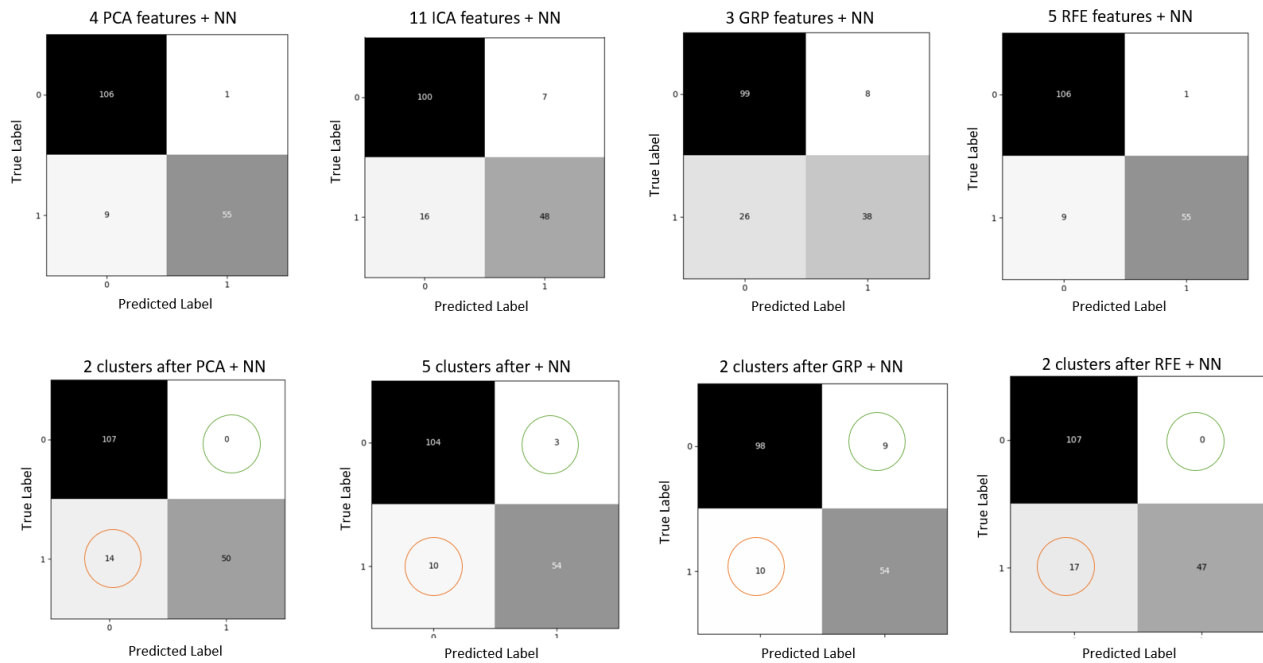 4 PCA features + NN
11 ICA features + NN
3 GRP features + NN
5 RFE features + NN
True Label
0
106
1
1
9
55
0
1
Predicted Label
True Label
0
100
7
1
16
48
0
1
Predicted Label
True Label
0
99
8
1
26
38
0
1
Predicted Label
True Label
0
106
1
1
9
55
0
1
Predicted Label
2 clusters after PCA + NN
5 clusters after + NN
2 clusters after GRP + NN
2 clusters after RFE + NN
True Label
0
107
0
1
14
50
0
1
Predicted Label
True Label
0
104
3
1
10
54
Predicted Label
True Label
0
98
9
1
10
54
Predicted Label
True Label
0
107
0
1
17
47
Predicted Label